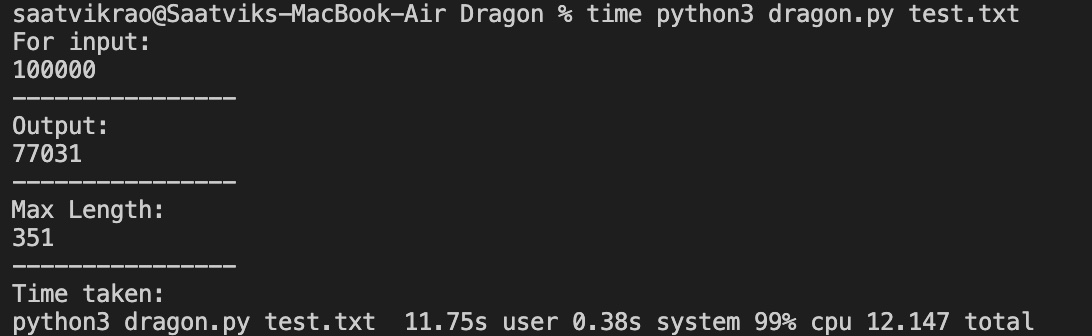 saatvikrao@Saatviks-MacBook-Air Dragon % time python3 dragon.py test.txt
For input:
100000
----------------
Output:
77031
----------------
Max Length:
351
----------------
Time taken:
python3 dragon.py test.txt  11.75s user 0.38s system 99% cpu 12.147 total